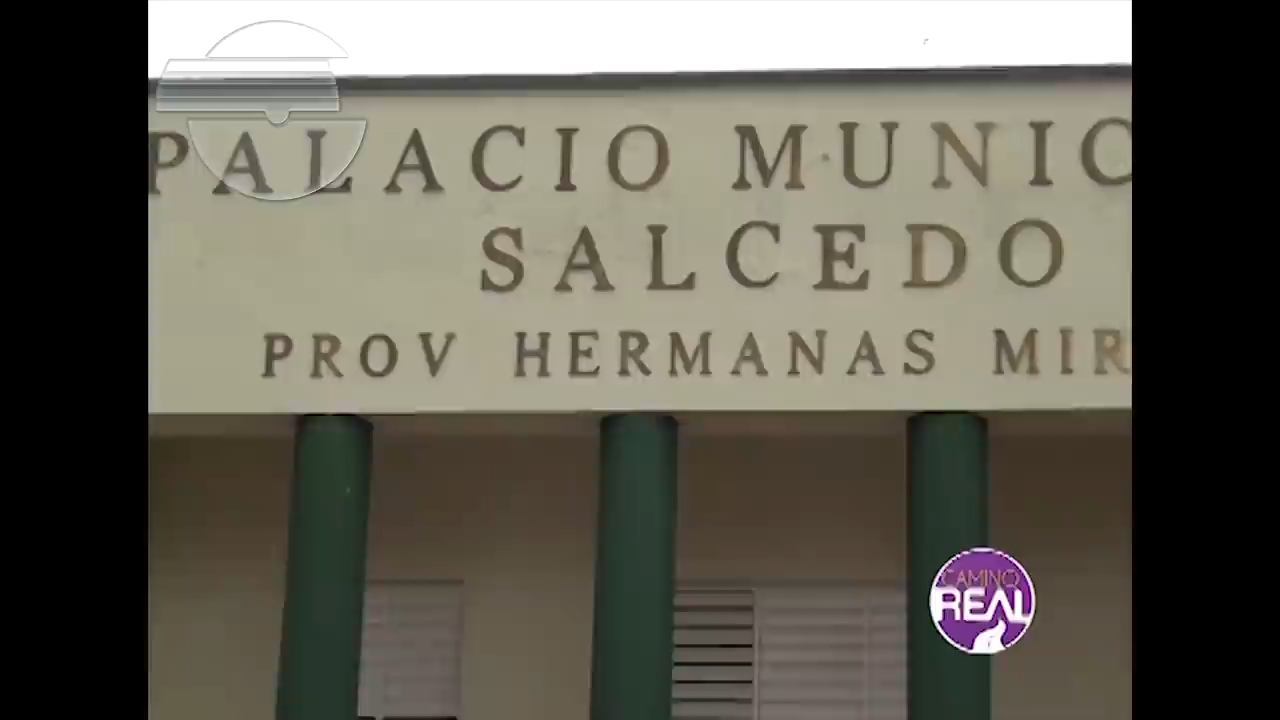 PALACIO MUNIC
SALCEDO
PROV HERMANAS MIR
CAMINO
REAL